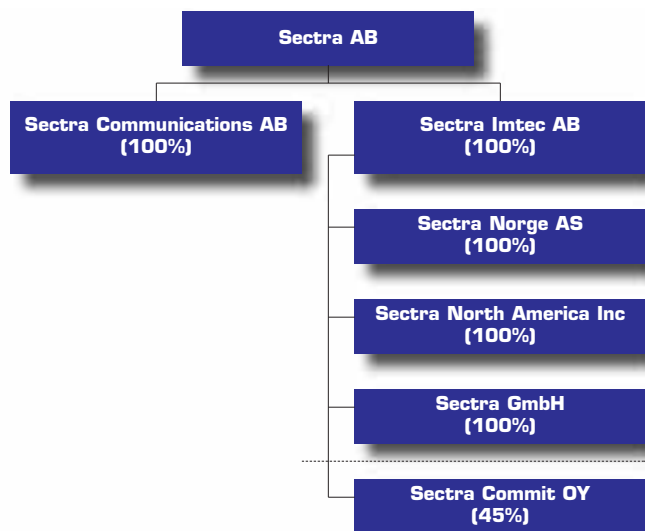 Sectra AB
Sectra Communications AB
(100%)
Sectra Imtec AB
(100%)
Sectra Norge AS
(100%)
Sectra North America Inc
(100%)
Sectra GmbH
(100%)
Sectra Commit OY
(45%)